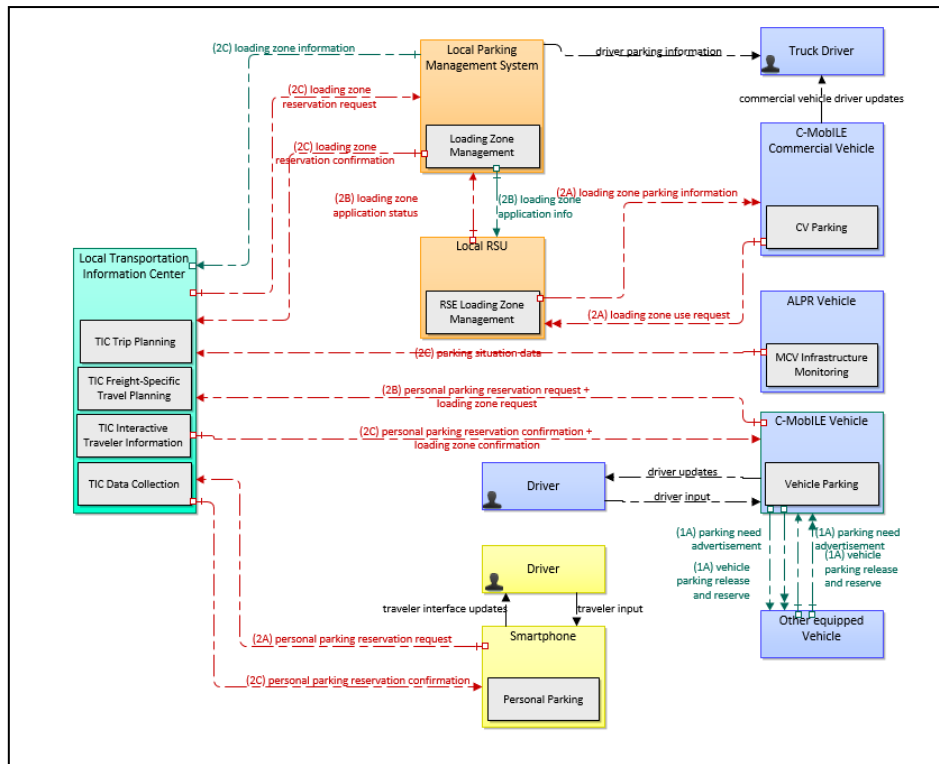 (2C) loading zone information
Local Parking
Management System
driver parking information
Truck Driver
(2C) loading zone
reservation request
commercial vehicle driver updates
(2C) loading zone
reservation confirmation
Loading Zone
Management
C-MobILE
Commercial Vehicle
(2B) loading zone
application status
(2B) loading zone
application info
(2A) loading zone parking information
CV Parking
Local RSU
Local Transportation
Information Center
RSE Loading Zone
Management
(2A) loading zone use request
ALPR Vehicle
TIC Trip Planning
(2C) parking situation data
MCV Infrastructure
Monitoring
TIC Freight-Specific
Travel Planning
(2B) personal parking reservation request +
loading zone request
TIC Interactive
Traveler Information
(2C) personal parking reservation confirmation +
loading zone confirmation
C-MobILE Vehicle
TIC Data Collection
Driver
driver updates
driver input
Vehicle Parking
(1A) parking need
advertisement
(1A) parking need
advertisement
(1A) vehicle
parking release
and reserve
(1A) vehicle
parking release
and reserve
Driver
traveler interface updates
traveler input
Other equipped
Vehicle
(2A) personal parking reservation request
Smartphone
(2C) personal parking reservation confirmation
Personal Parking